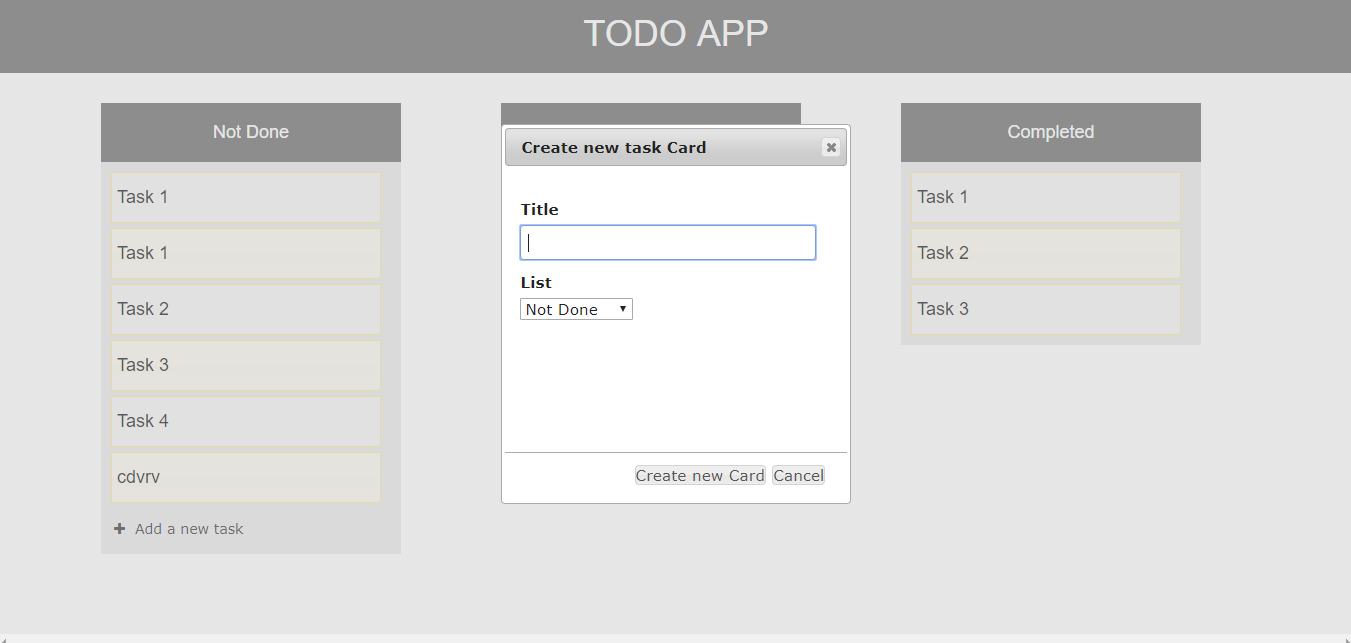 TODO APP
Not Done
Task 1
Task 1
Task 2
Task 3
Task 4
cdvrv
Add a new task
Create new task Card
Title
List
Not Done
Create new Card Cancel
Completed
Task 1
Task 2
Task 3